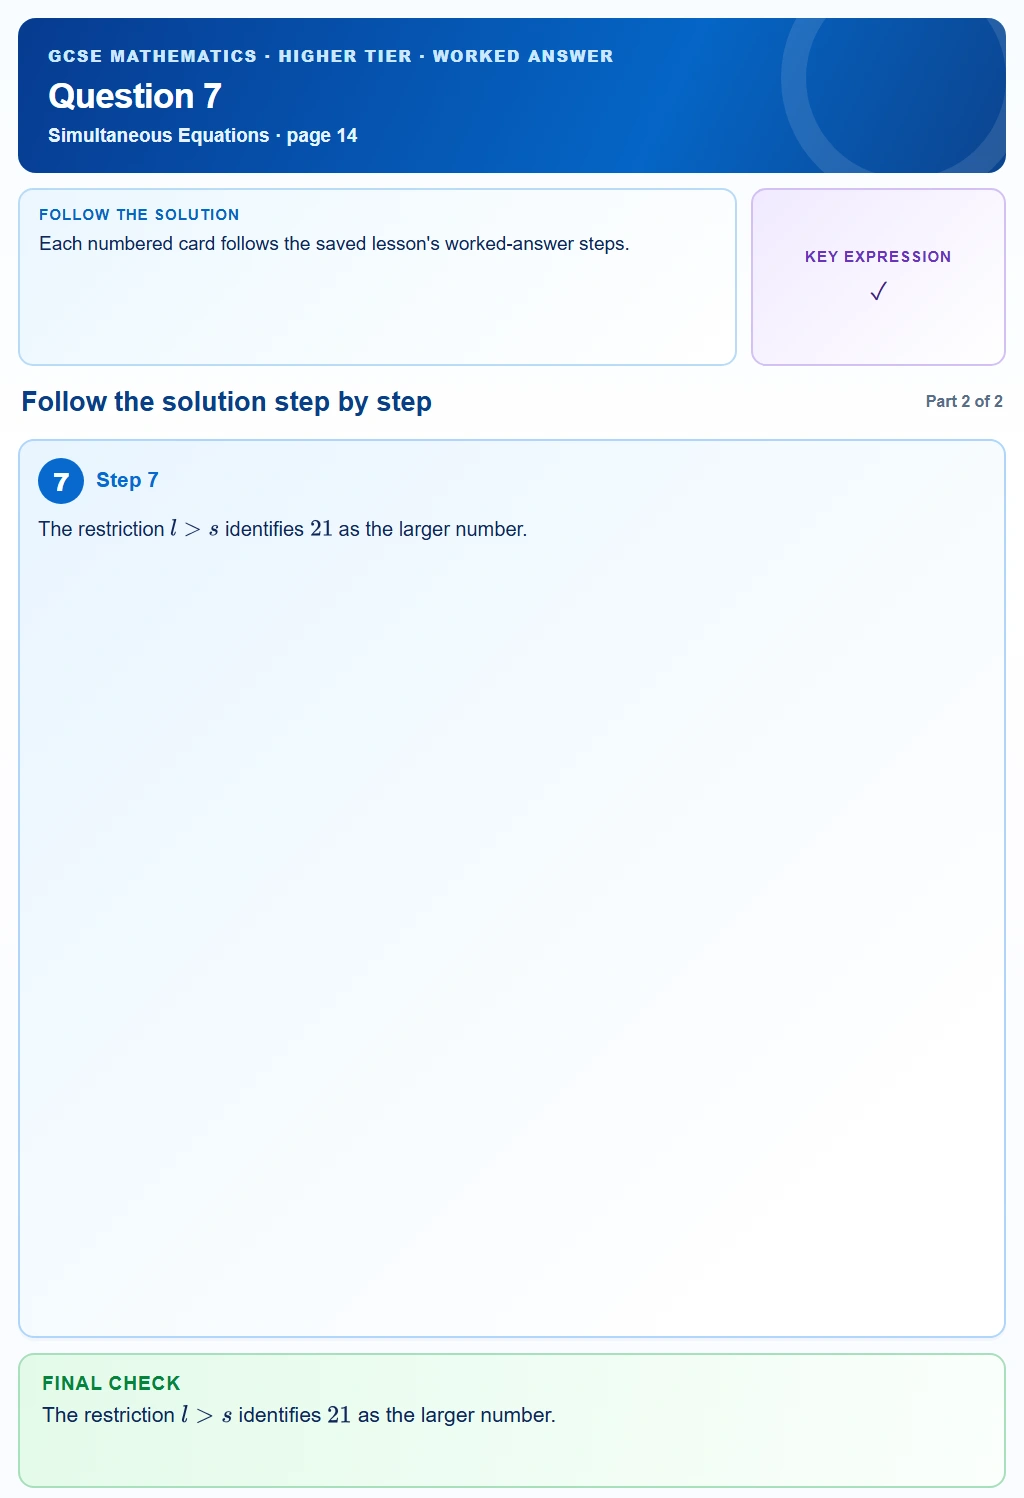 GCSE MATHEMATICS · HIGHER TIER · WORKED ANSWER
Question 7
Simultaneous Equations · page 14
FOLLOW THE SOLUTION
Each numbered card follows the saved lesson's worked-answer steps.
KEY EXPRESSION
✓
Follow the solution step by step
Part 2 of 2
7 Step 7
The restriction l > s identifies 21 as the larger number.
FINAL CHECK
The restriction l > s identifies 21 as the larger number.